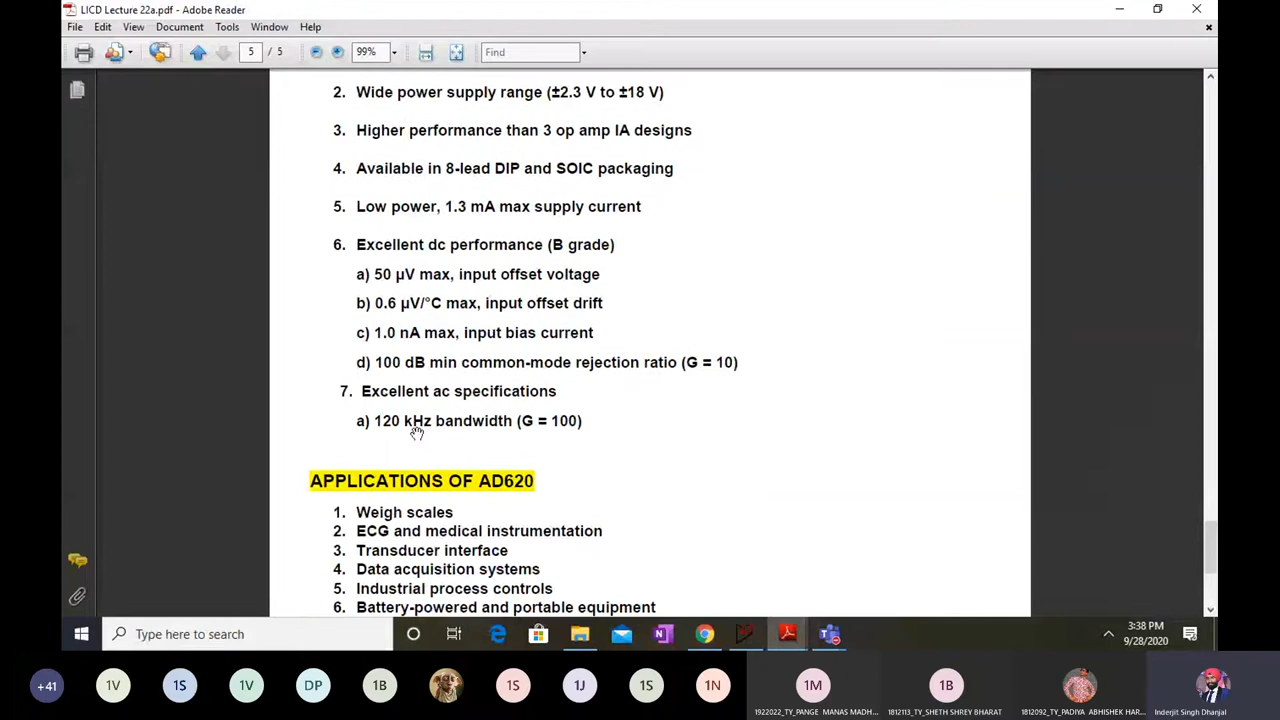 LICD Lecture 22a.pdf - Adobe Reader
File Edit View Document Tools Window Help
5 / 5 99% Find
2. Wide power supply range (±2.3 V to ±18 V)
3. Higher performance than 3 op amp IA designs
4. Available in 8-lead DIP and SOIC packaging
5. Low power, 1.3 mA max supply current
6. Excellent dc performance (B grade)
a) 50 µV max, input offset voltage
b) 0.6 µV/°C max, input offset drift
c) 1.0 nA max, input bias current
d) 100 dB min common-mode rejection ratio (G = 10)
7. Excellent ac specifications
a) 120 kHz bandwidth (G = 100)
APPLICATIONS OF AD620
1. Weigh scales
2. ECG and medical instrumentation
3. Transducer interface
4. Data acquisition systems
5. Industrial process controls
6. Battery-powered and portable equipment
Type here to search
3:38 PM
9/28/2020
+41 1V 1S 1V DP 1B 1S 1J 1S 1N 1M 1B
1922022_TY_PANGE MANAS MADH... 1812113_TY_SHETH SHREY BHARAT 1812092_TY_PADIYA ABHISHEK HAR... Inderjit Singh Dhanjal